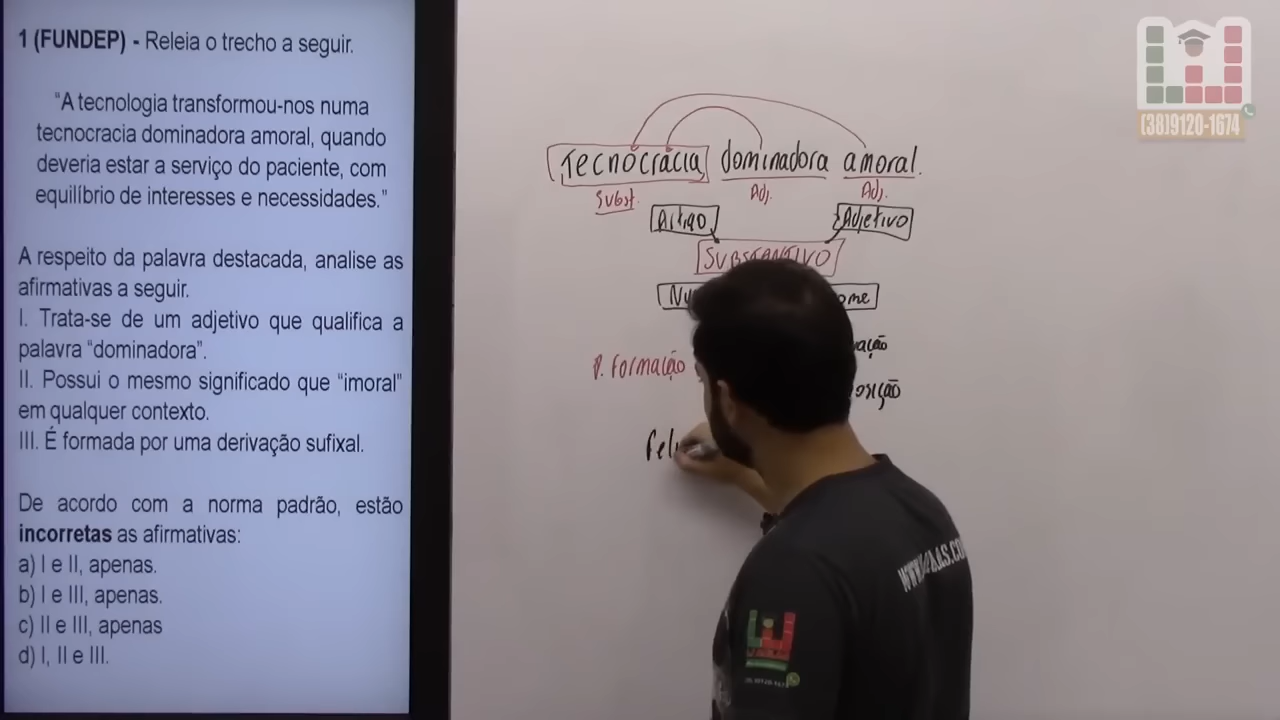 1 (FUNDEP) - Releia o trecho a seguir.
“A tecnologia transformou-nos numa
tecnocracia dominadora amoral, quando
deveria estar a serviço do paciente, com
equilíbrio de interesses e necessidades.”
A respeito da palavra destacada, analise as
afirmativas a seguir.
I. Trata-se de um adjetivo que qualifica a
palavra “dominadora”.
II. Possui o mesmo significado que “imoral”
em qualquer contexto.
III. É formada por uma derivação sufixal.
De acordo com a norma padrão, estão
incorretas as afirmativas:
a) I e II, apenas.
b) I e III, apenas.
c) II e III, apenas
d) I, II e III.
Tecnocracia dominadora amoral.
Subst. Adj. Adj.
Artigo Adjetivo
SUBSTANTIVO
P. Formação
(38)9120-1674